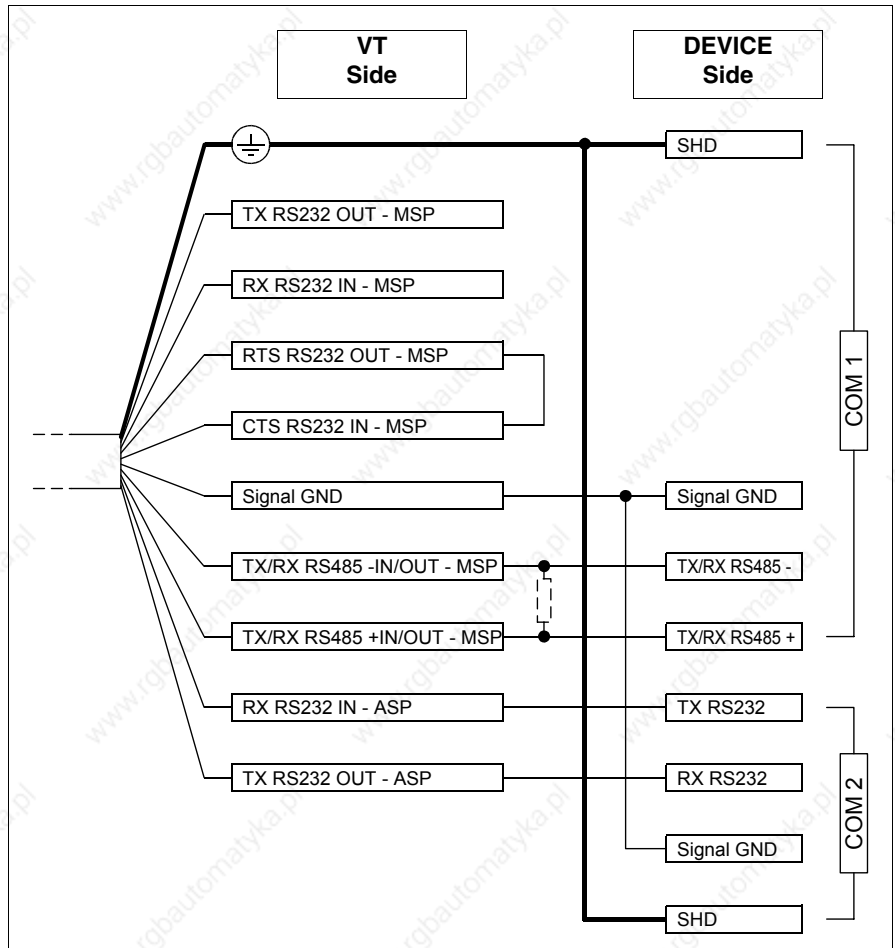 VT
Side
DEVICE
Side
SHD
TX RS232 OUT - MSP
RX RS232 IN - MSP
RTS RS232 OUT - MSP
CTS RS232 IN - MSP
COM 1
Signal GND
Signal GND
TX/RX RS485 -IN/OUT - MSP
TX/RX RS485 -
TX/RX RS485 +IN/OUT - MSP
TX/RX RS485 +
RX RS232 IN - ASP
TX RS232
TX RS232 OUT - ASP
RX RS232
COM 2
Signal GND
SHD
www.rgbautomatyka.pl